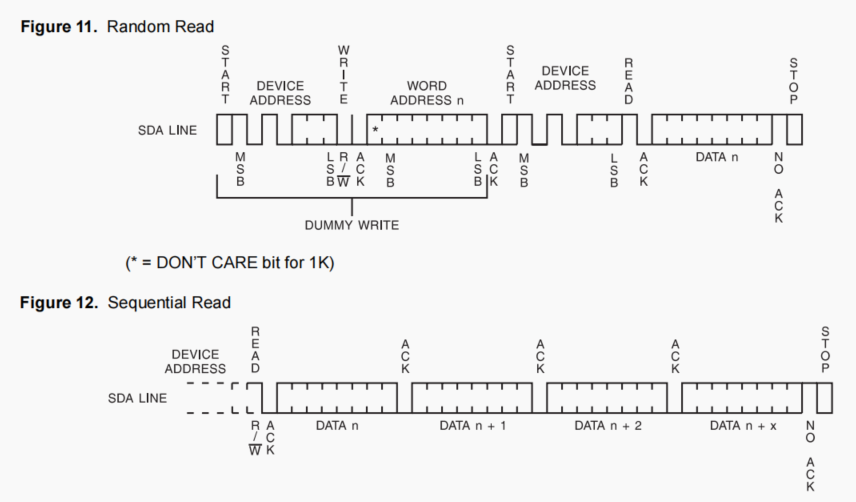 Figure 11. Random Read
START
DEVICE
ADDRESS
WRITE
WORD
ADDRESS n
START
DEVICE
ADDRESS
READ
STOP
SDA LINE
*
MSB
LSB
R/W
ACK
MSB
LSB
ACK
MSB
LSB
ACK
DATA n
NO ACK
DUMMY WRITE
(* = DON'T CARE bit for 1K)
Figure 12. Sequential Read
DEVICE
ADDRESS
READ
ACK
ACK
ACK
STOP
SDA LINE
R/W
ACK
DATA n
DATA n + 1
DATA n + 2
DATA n + x
NO ACK